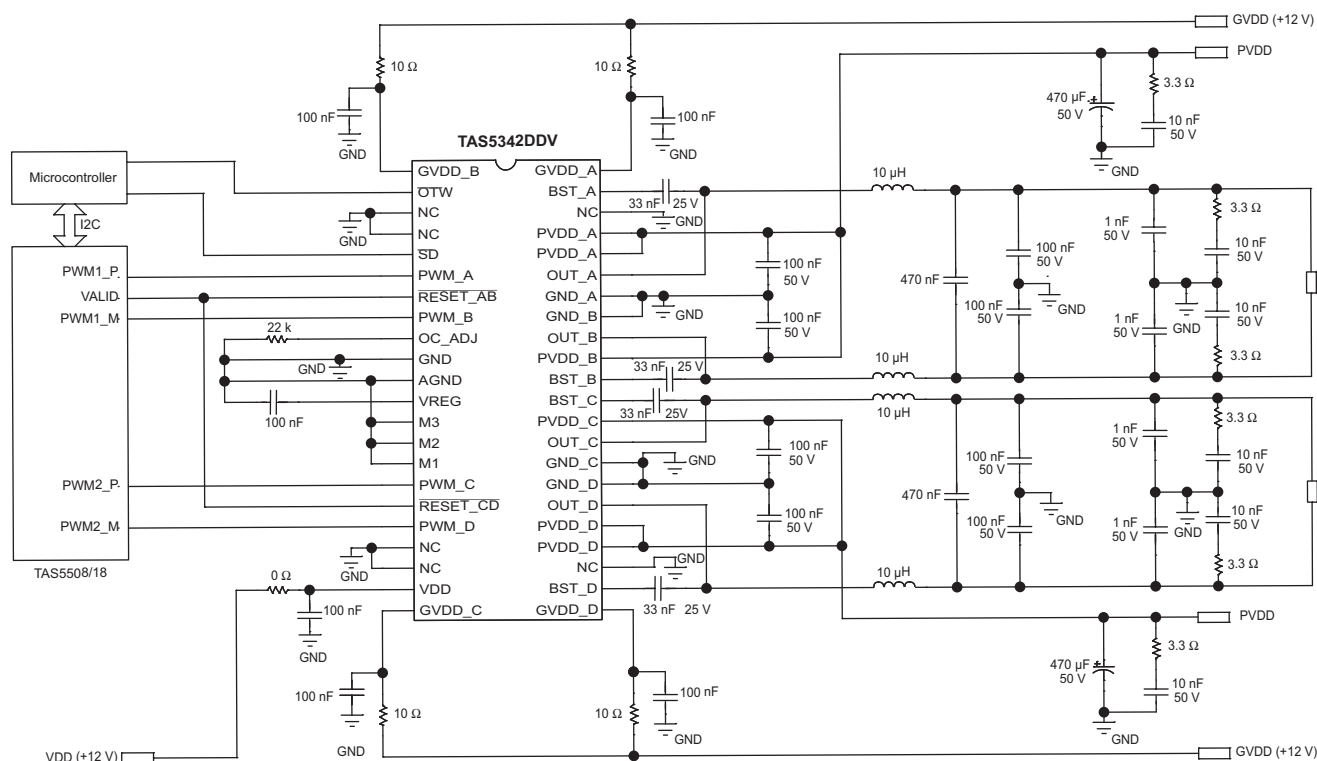 GVDD (+12 V)
PVDD
10 Ω
10 Ω
3.3 Ω
470 µF
50 V
10 nF
50 V
100 nF
GND
100 nF
GND
GND
TAS5342DDV
Microcontroller
I2C
TAS5508/18
PWM1_P
VALID
PWM1_M
PWM2_P
PWM2_M
GVDD_B
OTW
NC
NC
SD
PWM_A
RESET_AB
PWM_B
OC_ADJ
GND
AGND
VREG
M3
M2
M1
PWM_C
RESET_CD
PWM_D
NC
NC
VDD
GVDD_C
GVDD_A
BST_A
NC
PVDD_A
PVDD_A
OUT_A
GND_A
GND_B
OUT_B
PVDD_B
BST_B
BST_C
PVDD_C
OUT_C
GND_C
GND_D
OUT_D
PVDD_D
PVDD_D
NC
BST_D
GVDD_D
GND
22 k
GND
100 nF
GND
0 Ω
100 nF
GND
33 nF 25 V
GND
100 nF
50 V
GND
100 nF
50 V
33 nF 25 V
33 nF 25V
GND
100 nF
50 V
100 nF
50 V
GND
33 nF 25 V
10 µH
470 nF
100 nF
50 V
GND
100 nF
50 V
1 nF
50 V
3.3 Ω
10 nF
50 V
GND
1 nF
50 V
10 nF
50 V
3.3 Ω
10 µH
10 µH
470 nF
100 nF
50 V
GND
100 nF
50 V
1 nF
50 V
3.3 Ω
10 nF
50 V
GND
1 nF
50 V
10 nF
50 V
3.3 Ω
10 µH
PVDD
3.3 Ω
470 µF
50 V
10 nF
50 V
GND
100 nF
10 Ω
GND
10 Ω
100 nF
GND
VDD (+12 V)
GVDD (+12 V)